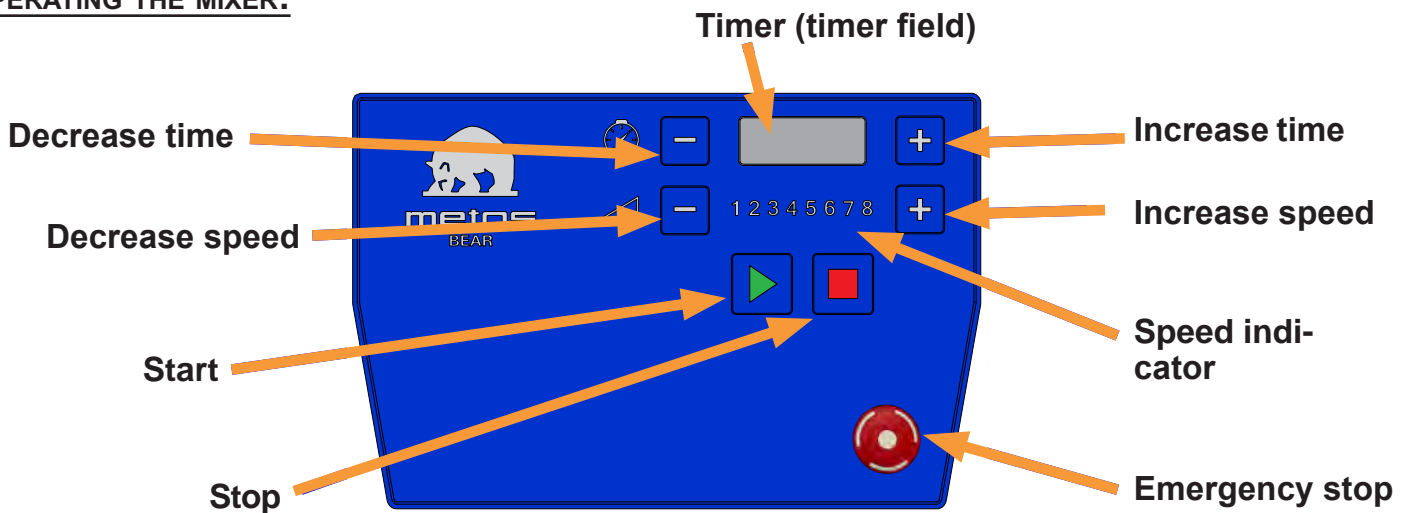 PERATING THE MIXER:
Timer (timer field)
Decrease time
Increase time
metos
BEAR
1 2 3 4 5 6 7 8
Decrease speed
Increase speed
Start
Speed indi-
cator
Stop
Emergency stop